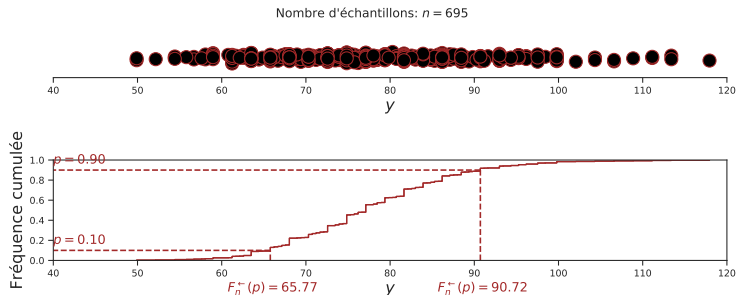 Nombre d'échantillons: n = 695
40 50 60 70 80 90 100 110 120
y
Fréquence cumulée
1.0
0.8
0.6
0.4
0.2
0.0
p = 0.90
p = 0.10
40 50 60 70 80 90 100 110 120
F_n^←(p) = 65.77
F_n^←(p) = 90.72
y